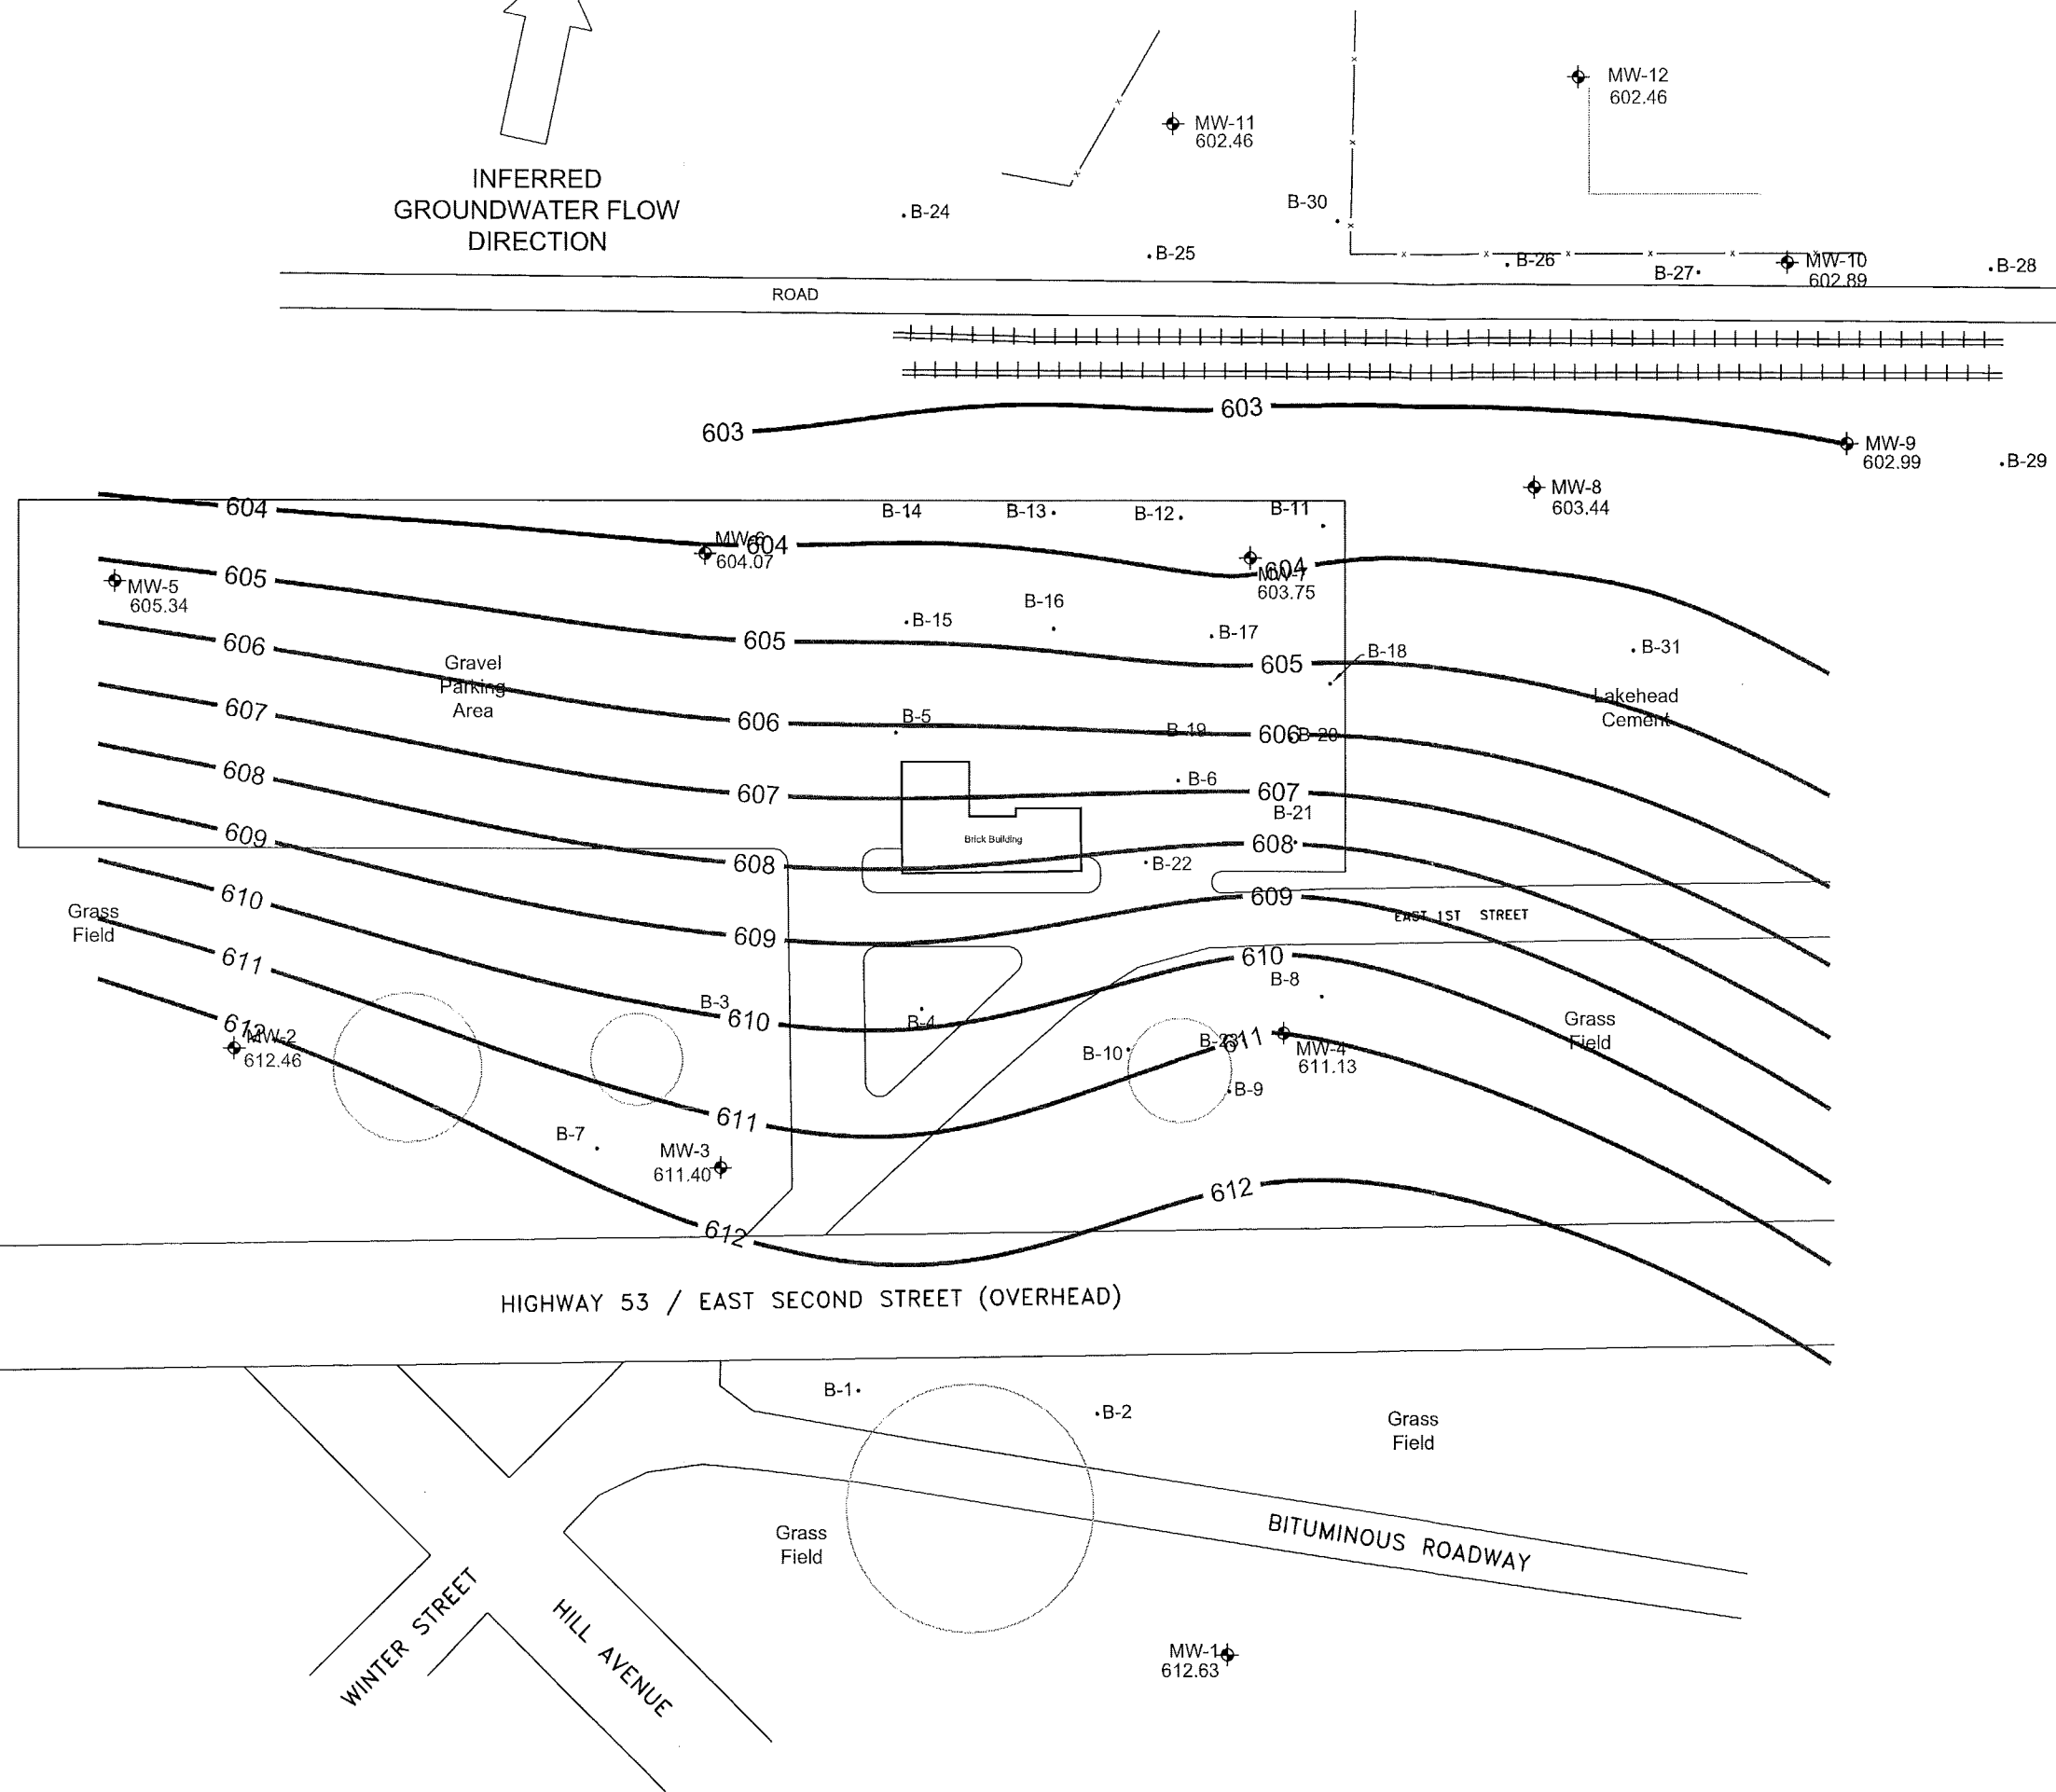 MW-12
602.46
MW-11
602.46
INFERRED
GROUNDWATER FLOW
DIRECTION
B-24
B-30
B-25
B-26
B-27
MW-10
602.89
B-28
ROAD
603
603
MW-9
602.99
B-29
MW-8
603.44
604
B-14
B-13
B-12
B-11
MW-6
604.07
604
604
MW-7
603.75
605
MW-5
605.34
B-16
B-15
B-17
605
605
B-18
B-31
606
Gravel
Parking
Area
Lakehead
Cement
607
606
B-5
B-19
606
B-20
608
607
B-6
607
B-21
609
Brick Building
608
608
B-22
610
609
609
Grass
Field
EAST 1ST STREET
611
610
B-8
B-3
610
B-4
612
MW-2
612.46
Grass
Field
B-10
B-23
611
MW-4
611.13
B-9
611
B-7
MW-3
611.40
612
612
HIGHWAY 53 / EAST SECOND STREET (OVERHEAD)
B-1
B-2
Grass
Field
Grass
Field
BITUMINOUS ROADWAY
WINTER STREET
HILL AVENUE
MW-1
612.63